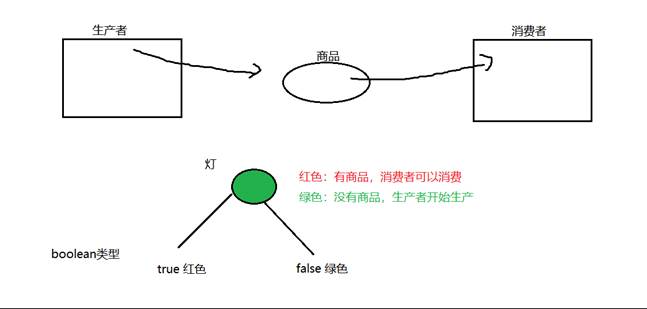 生产者
商品
消费者
灯
红色：有商品，消费者可以消费
绿色：没有商品，生产者开始生产
boolean类型
true 红色
false 绿色